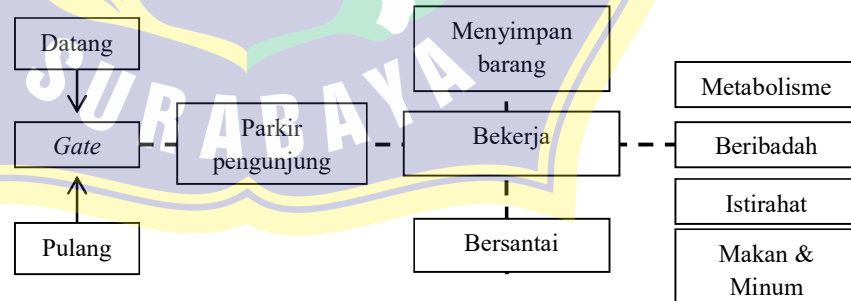 Datang
Gate
Pulang
Parkir
pengunjung
Menyimpan
barang
Bekerja
Bersantai
Metabolisme
Beribadah
Istirahat
Makan &
Minum
SURABAYA